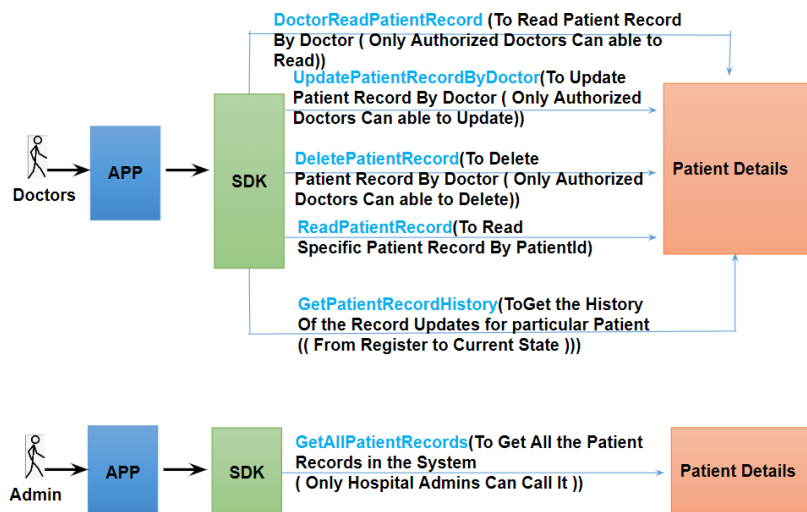 DoctorReadPatientRecord (To Read Patient Record
By Doctor ( Only Authorized Doctors Can able to
Read))
UpdatePatientRecordByDoctor(To Update
Patient Record By Doctor ( Only Authorized
Doctors Can able to Update))
DeletePatientRecord(To Delete
Patient Record By Doctor ( Only Authorized
Doctors Can able to Delete))
ReadPatientRecord(To Read
Specific Patient Record By PatientId)
GetPatientRecordHistory(ToGet the History
Of the Record Updates for particular Patient
(( From Register to Current State )))
Doctors
APP
SDK
Patient Details
GetAllPatientRecords(To Get All the Patient
Records in the System
( Only Hospital Admins Can Call It ))
Admin
APP
SDK
Patient Details